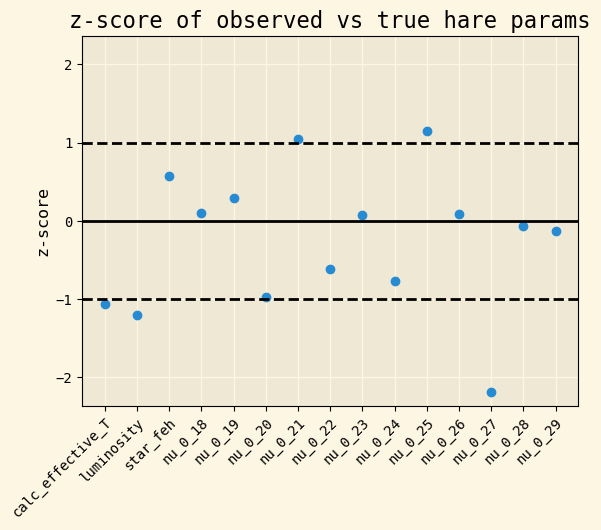 z-score of observed vs true hare params
z-score
2
1
0
−1
−2
calc_effective_T
luminosity
star_feh
nu_0_18
nu_0_19
nu_0_20
nu_0_21
nu_0_22
nu_0_23
nu_0_24
nu_0_25
nu_0_26
nu_0_27
nu_0_28
nu_0_29